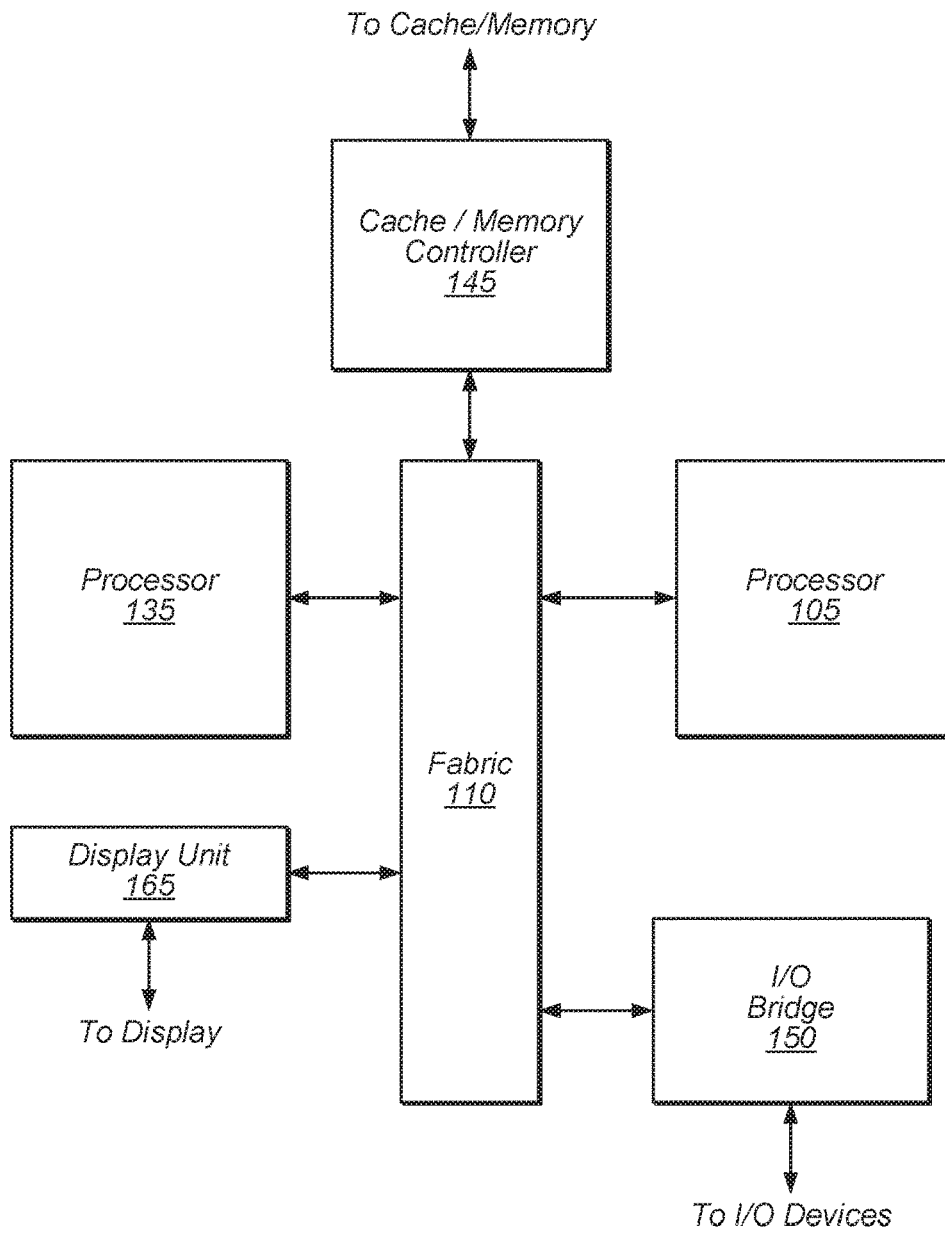 To Cache/Memory
Cache / Memory
Controller
145
Processor
135
Processor
105
Fabric
110
Display Unit
165
To Display
I/O
Bridge
150
To I/O Devices